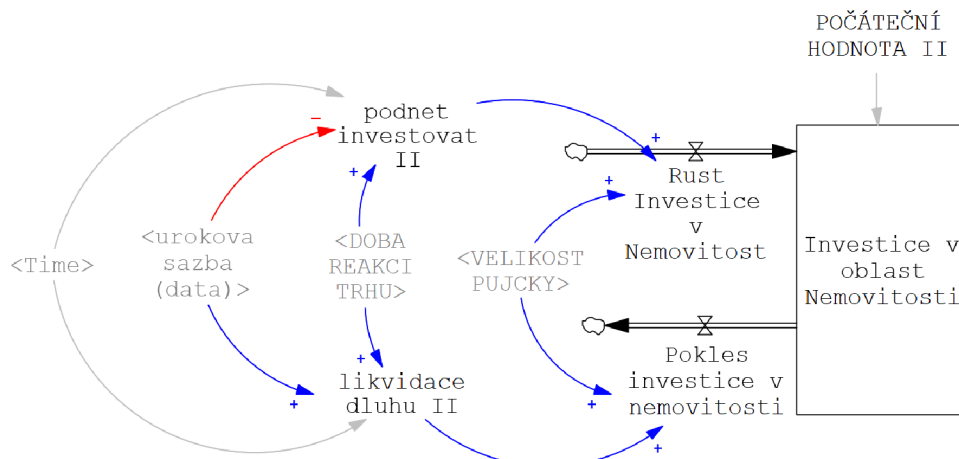 POČÁTEČNÍ
HODNOTA II
podnet
investovat
II
−
+
+
+
Rust
Investice
v
Nemovitost
<Time>
<urokova
sazba
(data)>
<DOBA
REAKCI
TRHU>
<VELIKOST
PUJCKY>
Investice v
oblast
Nemovitosti
+
likvidace
dluhu II
+
Pokles
investice v
nemovitosti
+
+